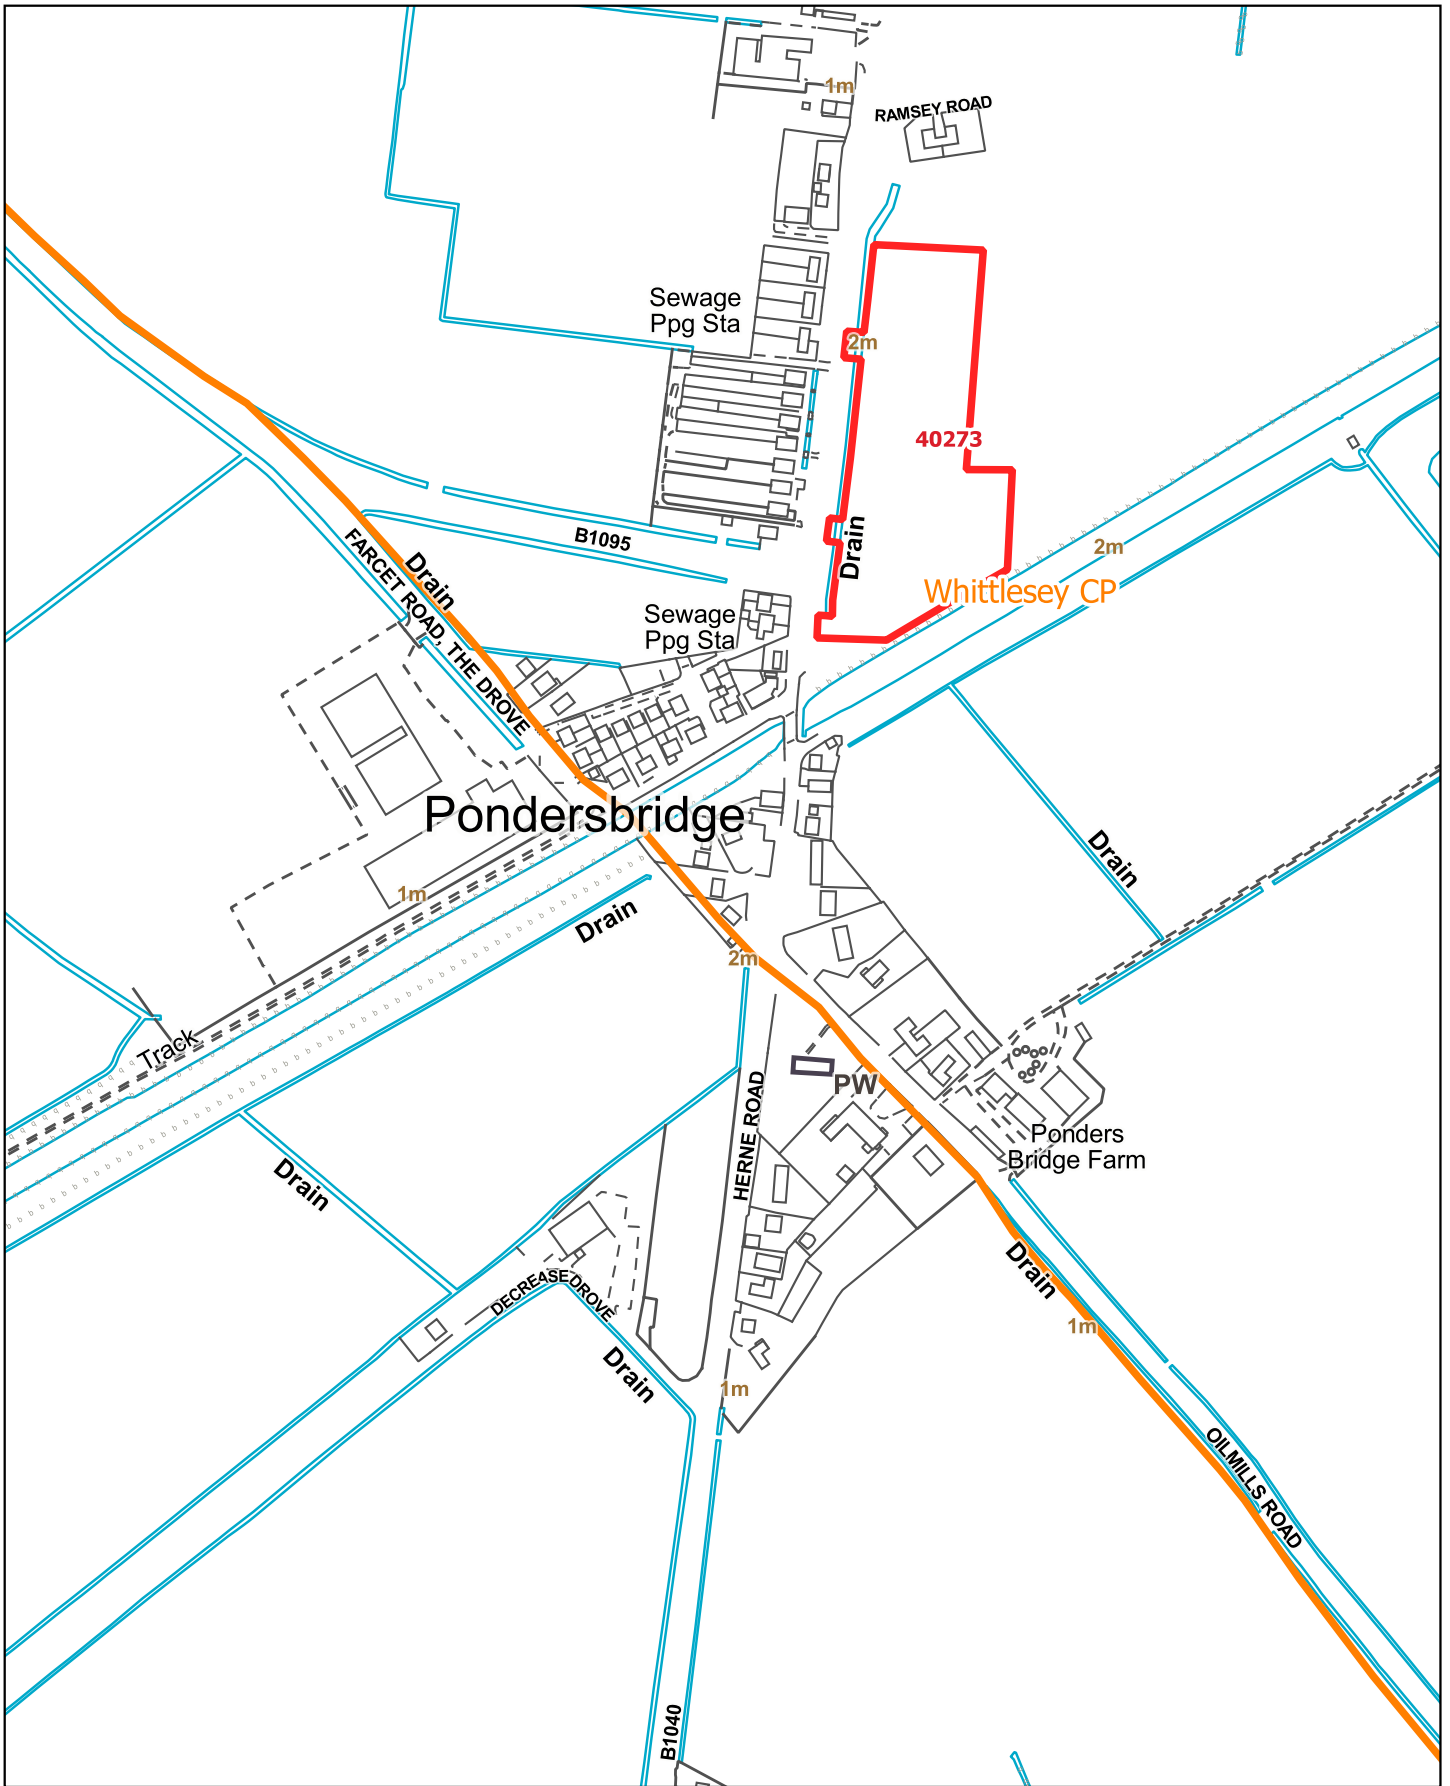 1m
RAMSEY ROAD
Sewage
Ppg Sta
2m
40273
B1095
Drain
2m
FARCET ROAD, THE DROVE
Drain
Whittlesey CP
Sewage
Ppg Sta
Pondersbridge
Drain
1m
Drain
2m
Track
PW
HERNE ROAD
Ponders
Bridge Farm
Drain
DECREASE DROVE
Drain
1m
Drain
1m
OILMILLS ROAD
B1040